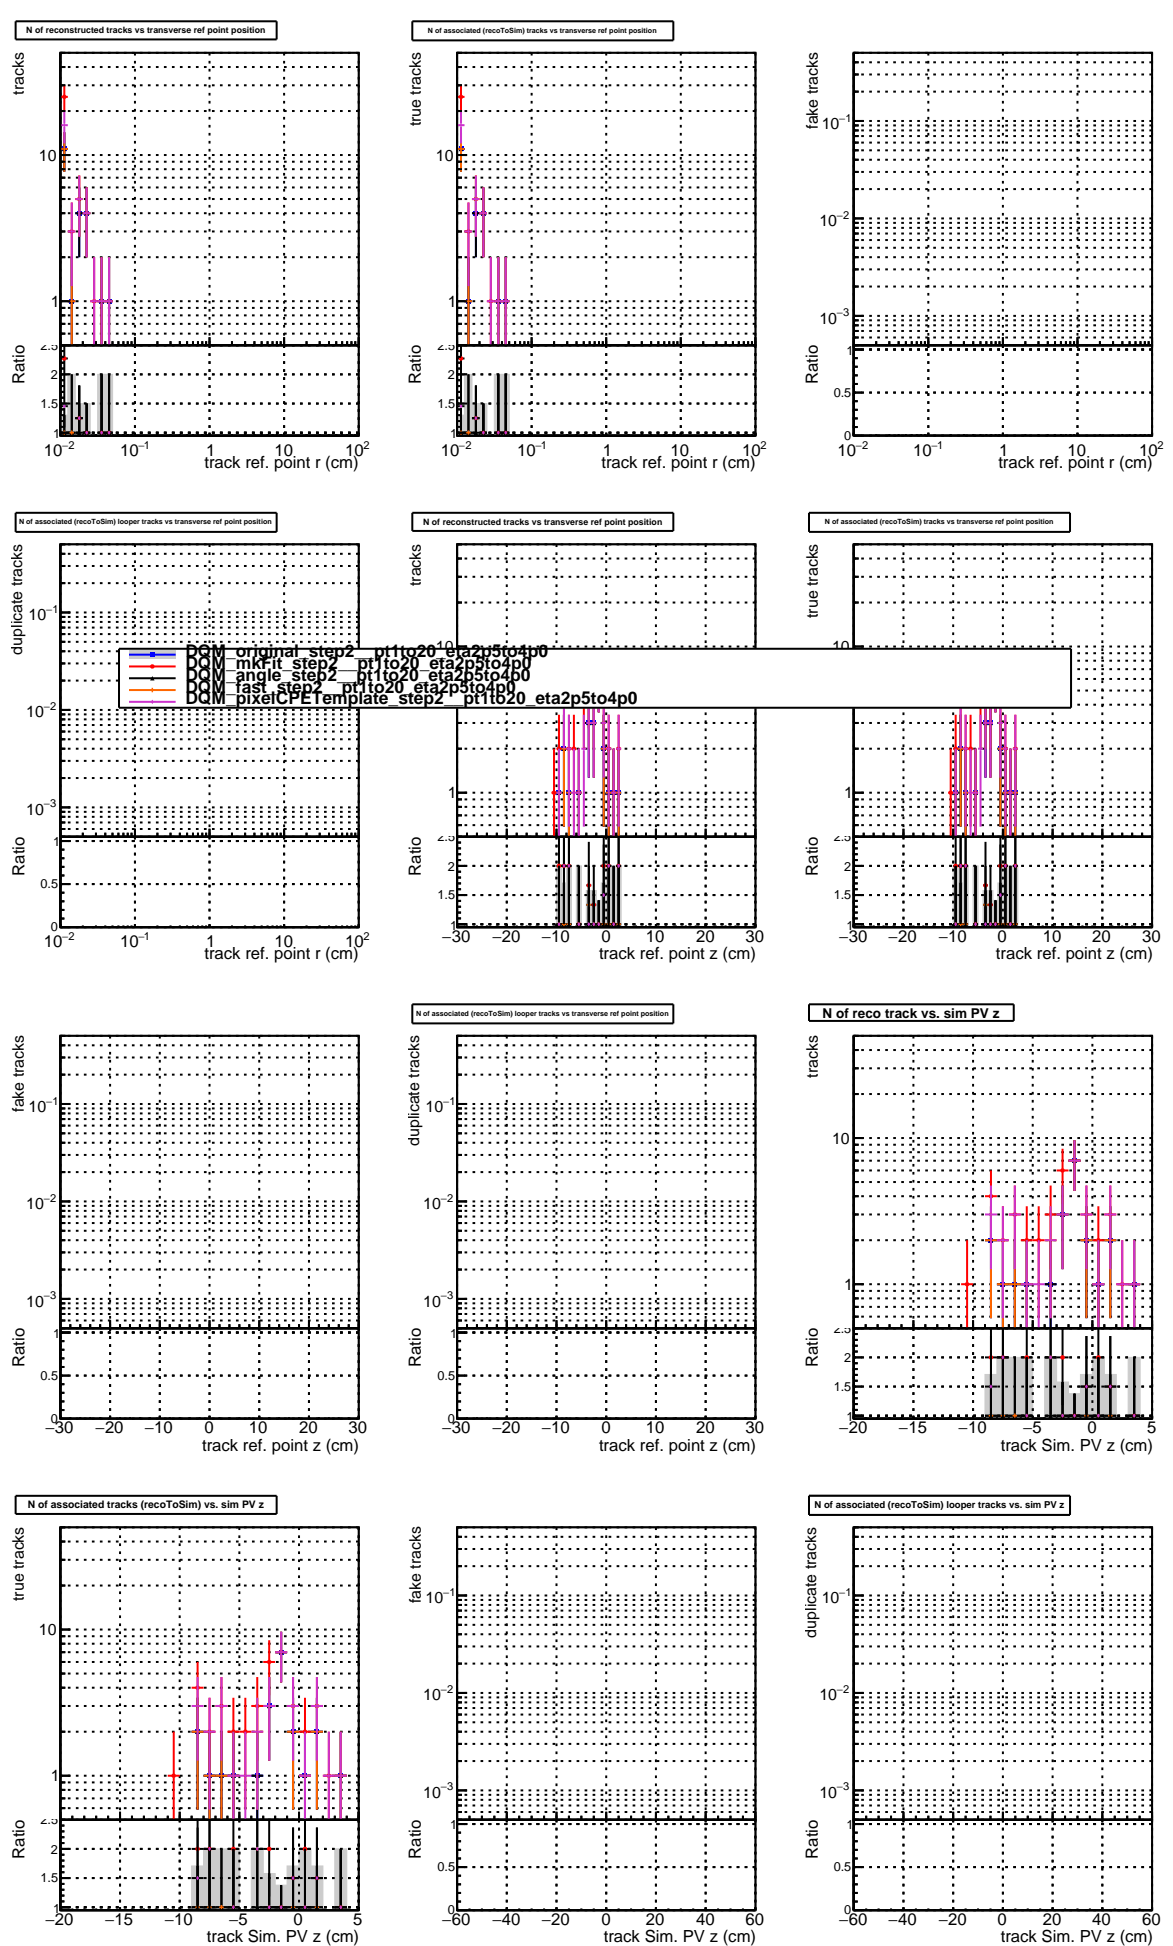 N of reconstructed tracks vs transverse ref point position
tracks
10
1
Ratio
2.5
2
1.5
1
10−2 10−1 1 10 102
track ref. point r (cm)
N of associated (recoToSim) tracks vs transverse ref point position
true tracks
10
1
Ratio
2.5
2
1.5
1
10−2 10−1 1 10 102
track ref. point r (cm)
fake tracks
10−1
10−2
10−3
Ratio
1
0.5
0
10−2 10−1 1 10 102
track ref. point r (cm)
N of associated (recoToSim) looper tracks vs transverse ref point position
duplicate tracks
10−1
10−2
10−3
Ratio
1
0.5
0
10−2 10−1 1 10 102
track ref. point r (cm)
N of reconstructed tracks vs transverse ref point position
tracks
10
1
Ratio
2.5
2
1.5
1
−30 −20 −10 0 10 20 30
track ref. point z (cm)
N of associated (recoToSim) tracks vs transverse ref point position
true tracks
10
1
Ratio
2.5
2
1.5
1
−30 −20 −10 0 10 20 30
track ref. point z (cm)
DQM_original_step2__pt1to20_eta2p5to4p0
DQM_mkFit_step2__pt1to20_eta2p5to4p0
DQM_angle_step2__pt1to20_eta2p5to4p0
DQM_fast_step2__pt1to20_eta2p5to4p0
DQM_pixelCPETemplate_step2__pt1to20_eta2p5to4p0
fake tracks
10−1
10−2
10−3
Ratio
1
0.5
0
−30 −20 −10 0 10 20 30
track ref. point z (cm)
N of associated (recoToSim) looper tracks vs transverse ref point position
duplicate tracks
10−1
10−2
10−3
Ratio
1
0.5
0
−30 −20 −10 0 10 20 30
track ref. point z (cm)
N of reco track vs. sim PV z
tracks
10
1
Ratio
2.5
2
1.5
1
−20 −15 −10 −5 0 5
track Sim. PV z (cm)
N of associated tracks (recoToSim) vs. sim PV z
true tracks
10
1
Ratio
2.5
2
1.5
1
−20 −15 −10 −5 0 5
track Sim. PV z (cm)
fake tracks
10−1
10−2
10−3
Ratio
1
0.5
0
−60 −40 −20 0 20 40 60
track Sim. PV z (cm)
N of associated (recoToSim) looper tracks vs. sim PV z
duplicate tracks
10−1
10−2
10−3
Ratio
1
0.5
0
−60 −40 −20 0 20 40 60
track Sim. PV z (cm)